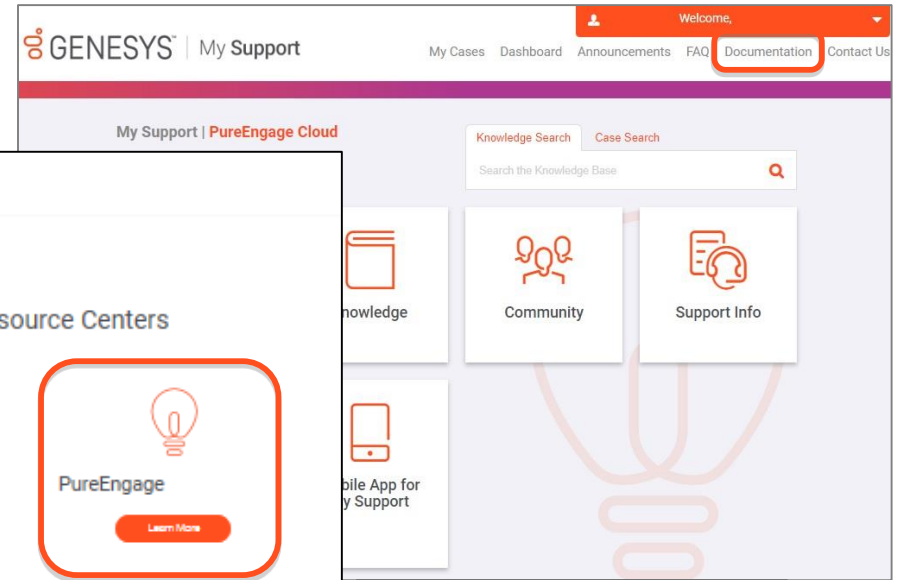 Welcome,
GENESYS™ | My Support
My Cases Dashboard Announcements FAQ Documentation Contact Us
My Support | PureEngage Cloud
Knowledge Search Case Search
Search the Knowledge Base
source Centers
nowledge
Community
Support Info
PureEngage
Learn More
bile App for
y Support